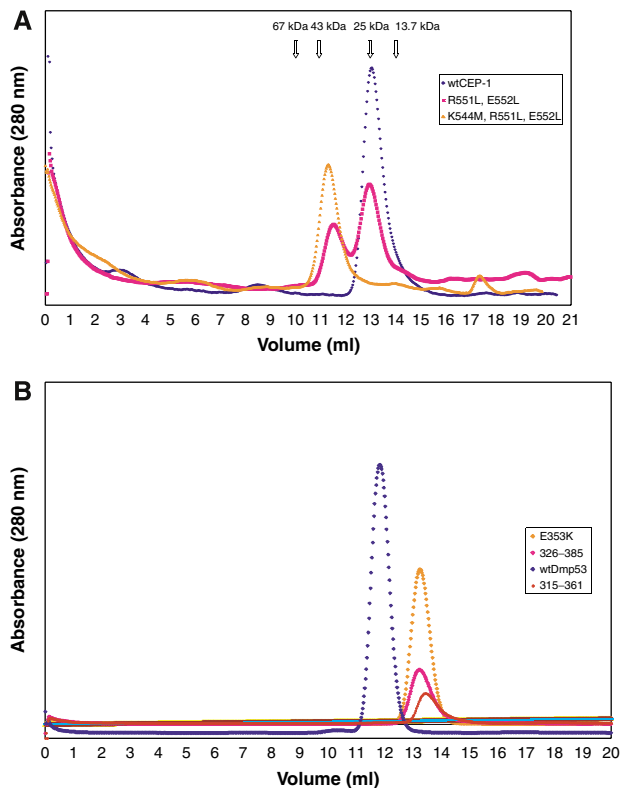 A
67 kDa 43 kDa 25 kDa 13.7 kDa
wtCEP-1
R551L, E552L
K544M, R551L, E552L
Absorbance (280 nm)
0 1 2 3 4 5 6 7 8 9 10 11 12 13 14 15 16 17 18 19 20 21
Volume (ml)
B
E353K
326–385
wtDmp53
315–361
Absorbance (280 nm)
0 1 2 3 4 5 6 7 8 9 10 11 12 13 14 15 16 17 18 19 20
Volume (ml)